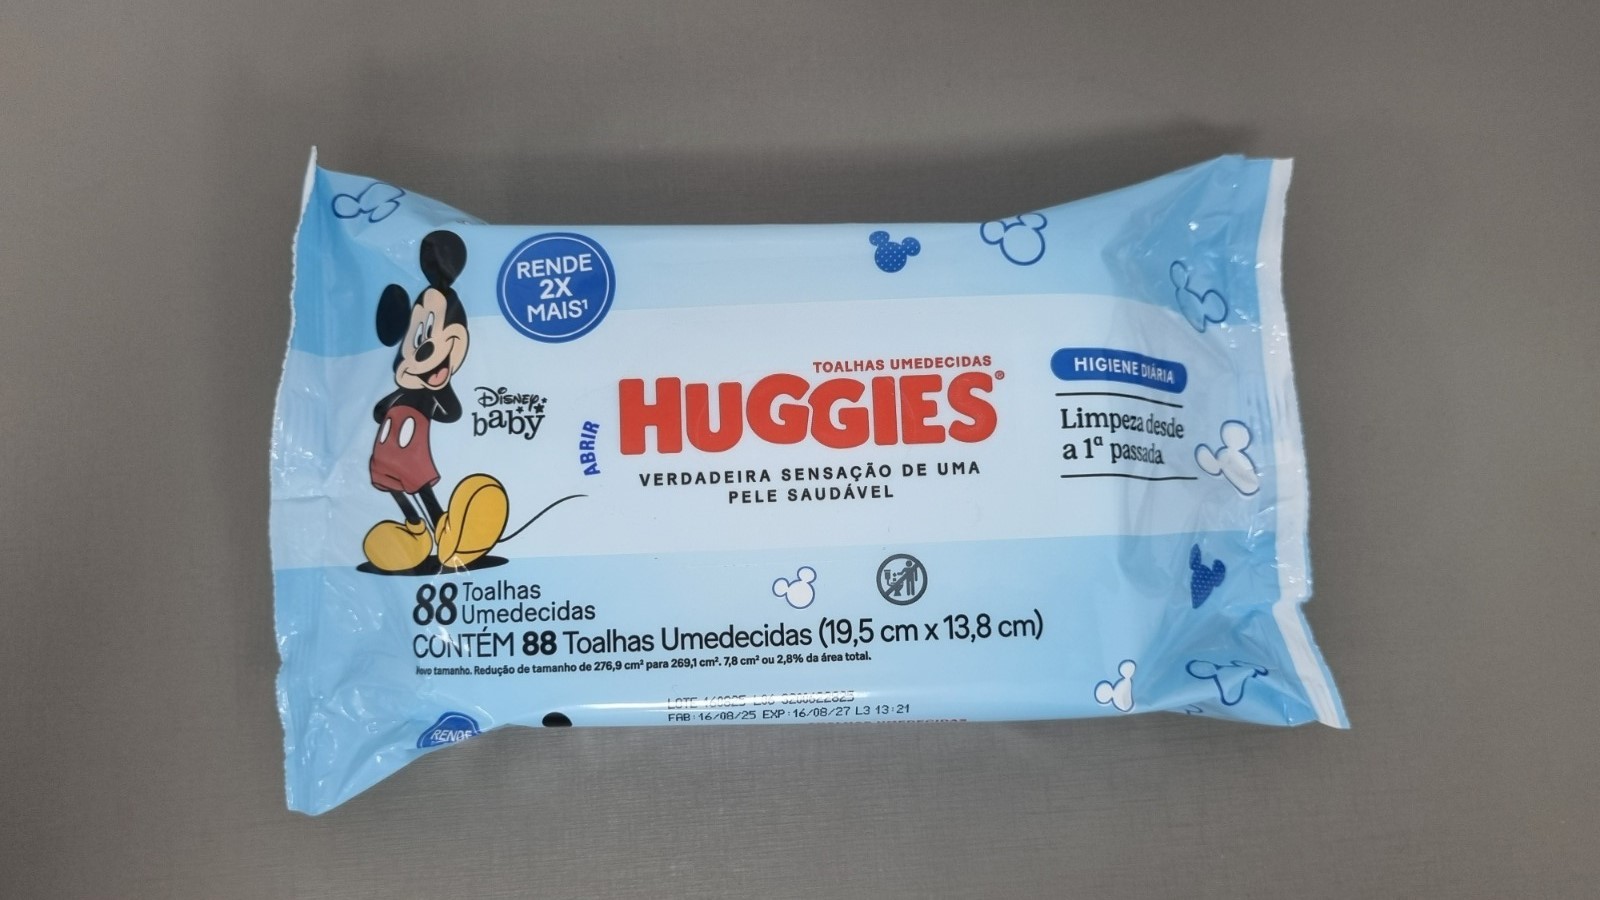 RENDE
2X
MAIS¹
Disney
baby
ABRIR
TOALHAS UMEDECIDAS
HUGGIES®
VERDADEIRA SENSAÇÃO DE UMA
PELE SAUDÁVEL
HIGIENE DIÁRIA
Limpeza desde
a 1ª passada
88 Toalhas
Umedecidas
CONTÉM 88 Toalhas Umedecidas (19,5 cm x 13,8 cm)
Novo tamanho. Redução de tamanho de 276,9 cm² para 269,1 cm². 7,8 cm² ou 2,8% da área total.
LOTE
FAB:16/08/25 EXP:16/08/27 L3 13:21
RENDE